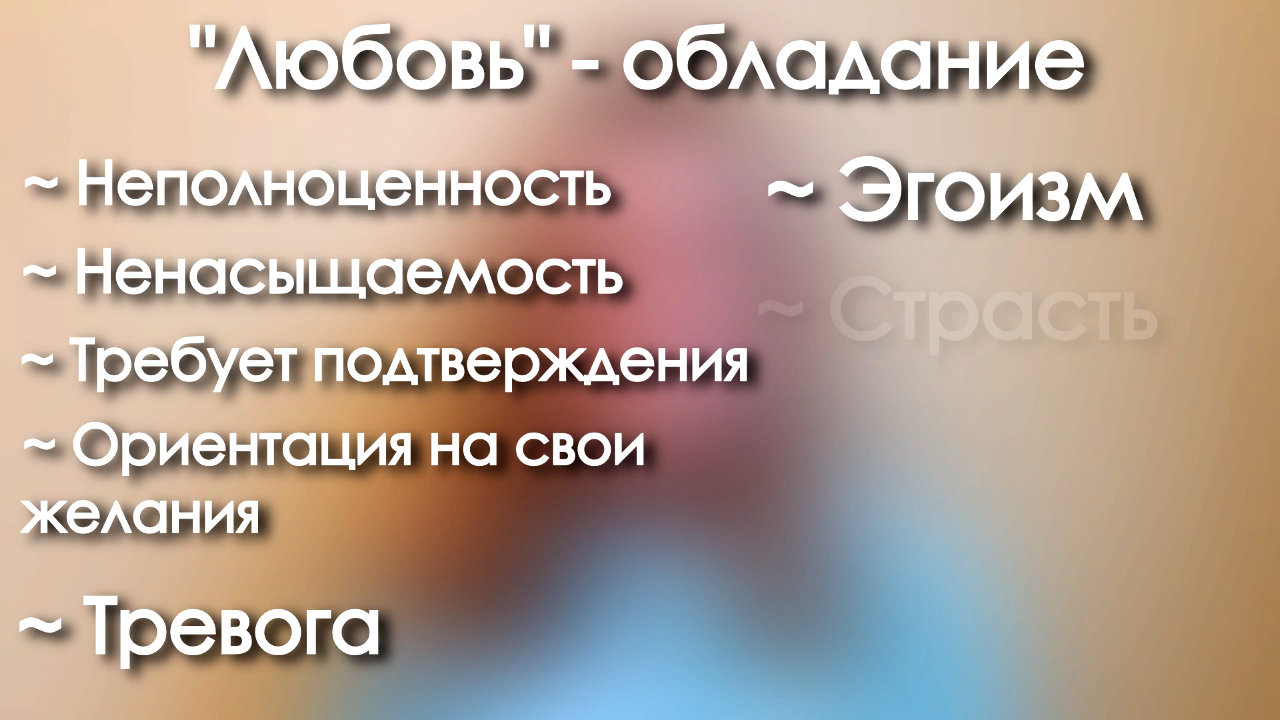 "Любовь" - обладание
~ Неполноценность
~ Ненасыщаемость
~ Требует подтверждения
~ Ориентация на свои
желания
~ Тревога
~ Эгоизм
~ Страсть